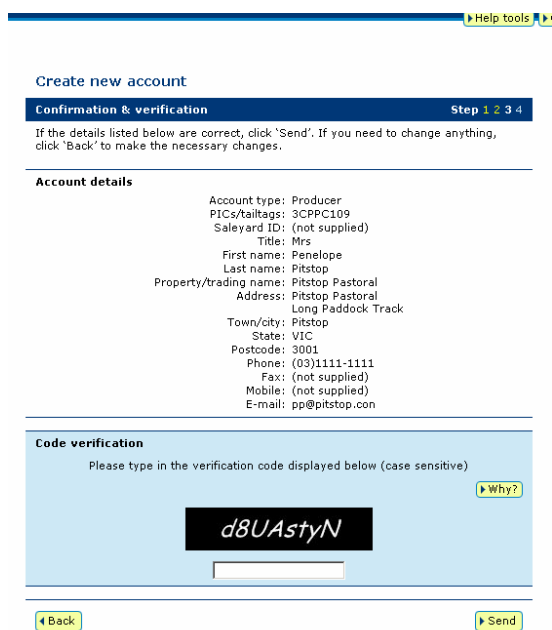 Help tools
Create new account
Confirmation & verification Step 1 2 3 4
If the details listed below are correct, click ‘Send’. If you need to change anything,
click ‘Back’ to make the necessary changes.
Account details
Account type: Producer
PICs/tailtags: 3CPPC109
Saleyard ID: (not supplied)
Title: Mrs
First name: Penelope
Last name: Pitstop
Property/trading name: Pitstop Pastoral
Address: Pitstop Pastoral
Long Paddock Track
Town/city: Pitstop
State: VIC
Postcode: 3001
Phone: (03)1111-1111
Fax: (not supplied)
Mobile: (not supplied)
E-mail: pp@pitstop.con
Code verification
Please type in the verification code displayed below (case sensitive)
Why?
d8UAstyN
Back Send